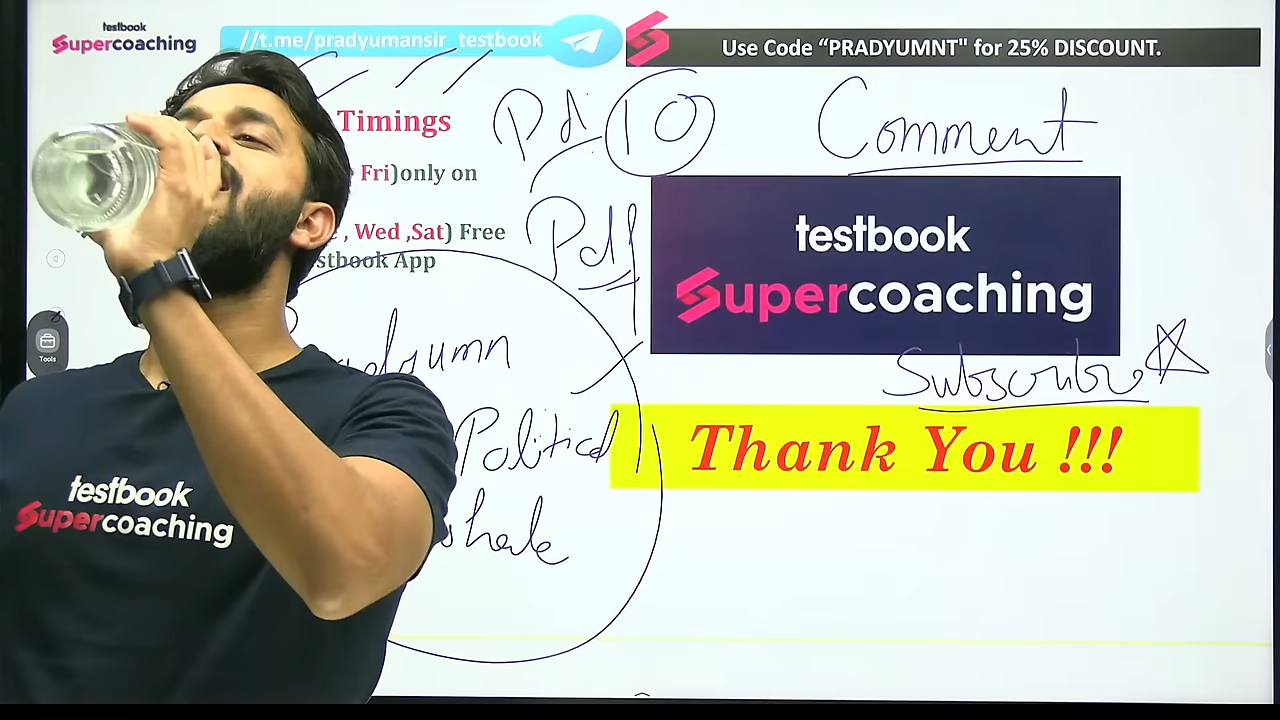 testbook
Supercoaching
//t.me/pradyumansir_testbook
Use Code “PRADYUMNT" for 25% DISCOUNT.
Timings
Pdf
10
Comment
Fri)only on
, Wed ,Sat) Free
stbook App
Pdf
testbook
Supercoaching
Subscribe
Thank You !!!
Political
Tools
testbook
Supercoaching